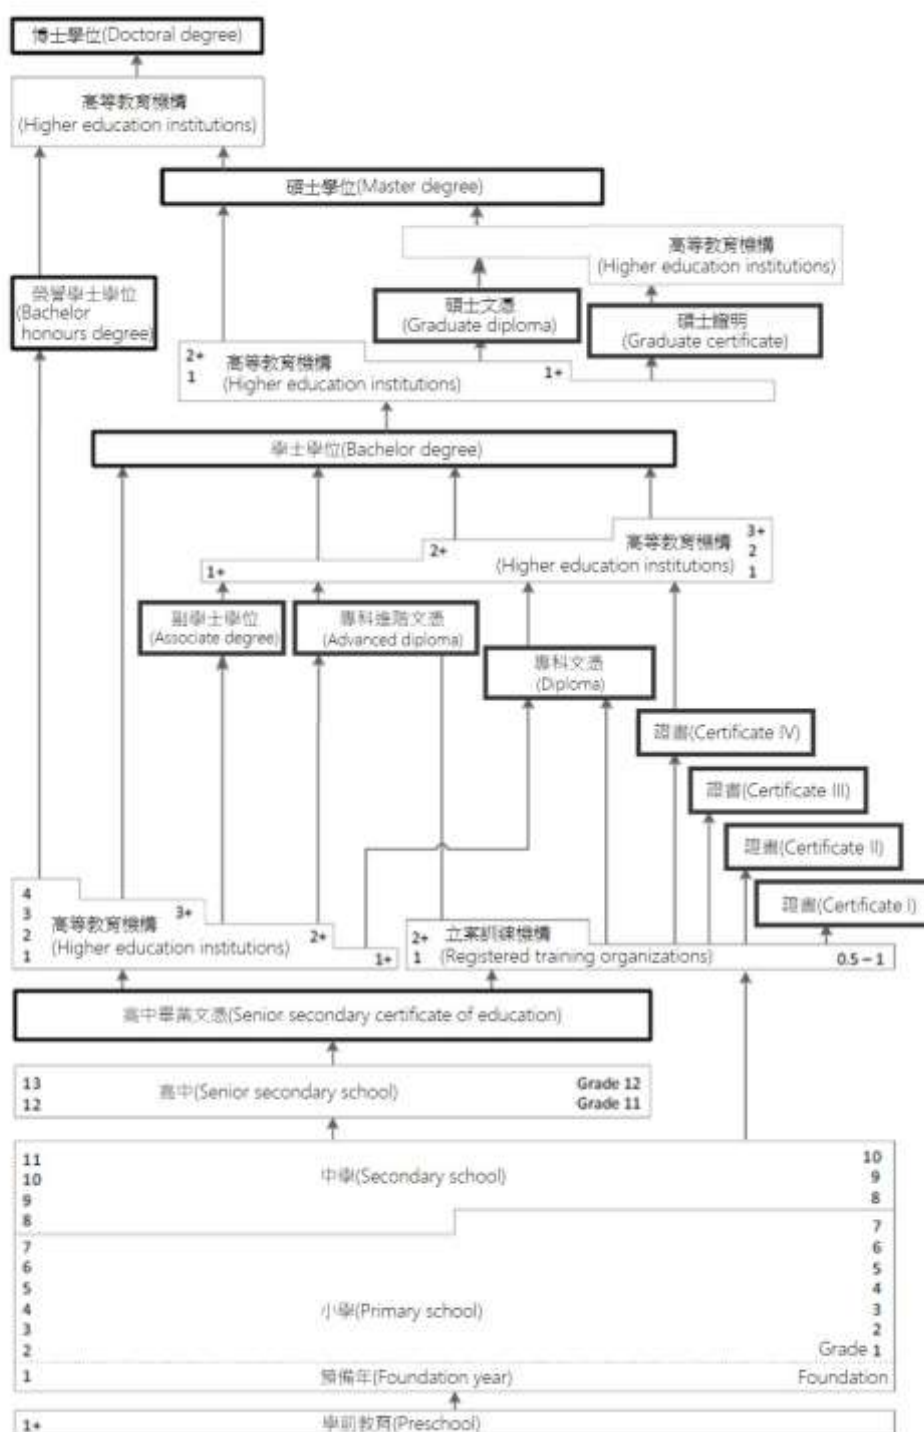 博士學位(Doctoral degree)
高等教育機構
(Higher education institutions)
碩士學位(Master degree)
高等教育機構
(Higher education institutions)
榮譽學士學位
(Bachelor
honours degree)
碩士文憑
(Graduate diploma)
碩士證明
(Graduate certificate)
2+ 高等教育機構 1+
1 (Higher education institutions)
學士學位(Bachelor degree)
3+
2+ 高等教育機構 2
1+ (Higher education institutions) 1
副學士學位
(Associate degree)
專科進階文憑
(Advanced diploma)
專科文憑
(Diploma)
證書(Certificate IV)
證書(Certificate III)
證書(Certificate II)
證書(Certificate I)
4
3 高等教育機構 3+
2 (Higher education institutions) 2+
1 1+
2+ 立案訓練機構
1 (Registered training organizations) 0.5 – 1
高中畢業文憑(Senior secondary certificate of education)
13 高中(Senior secondary school) Grade 12
12 Grade 11
11 中學(Secondary school) 10
10 9
9 8
8
7 7
6 6
5 5
4 小學(Primary school) 4
3 3
2 2
Grade 1
1 預備年(Foundation year) Foundation
1+ 學前教育(Preschool)